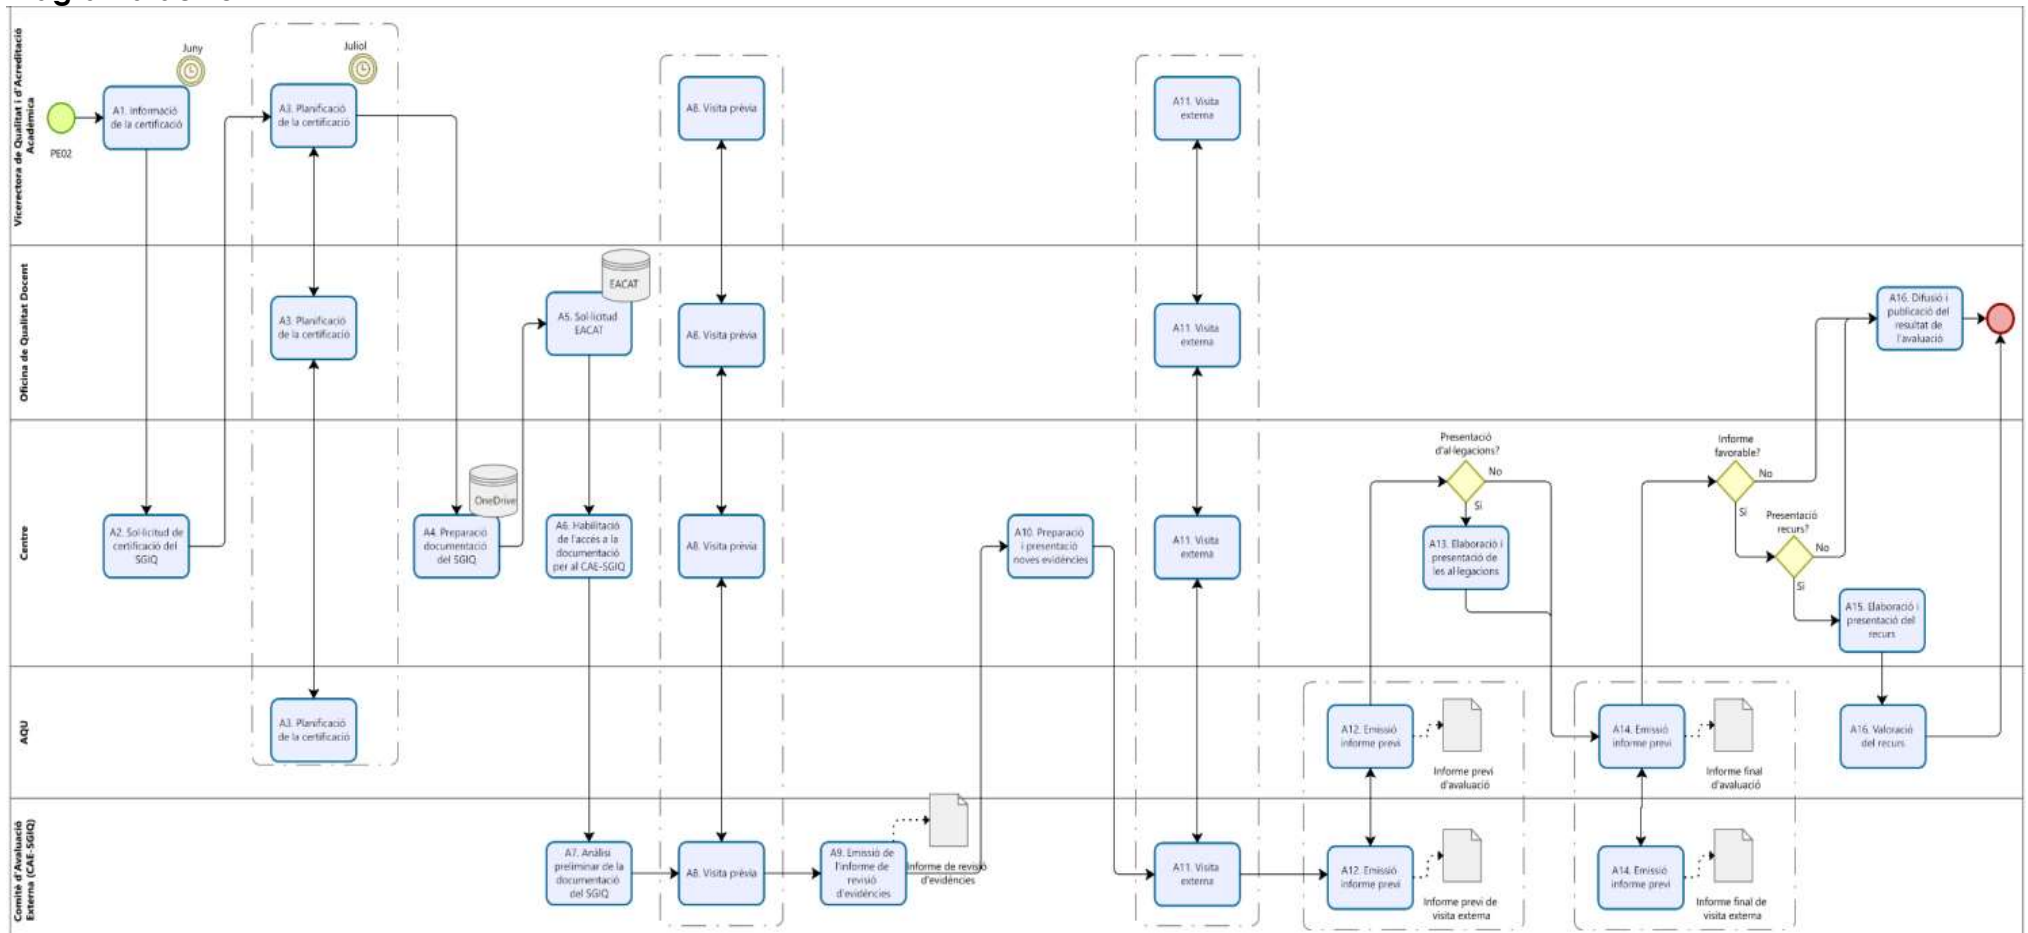 Vicerectora de Qualitat i d'Acreditació
Acadèmica
PE02
A1. Informació
de la certificació
Juny
A3. Planificació
de la certificació
Juliol
A8. Visita prèvia
A11. Visita
externa
Oficina de Qualitat Docent
A3. Planificació
de la certificació
A5. Sol·licitud
EACAT
EACAT
A8. Visita prèvia
A11. Visita
externa
A16. Difusió i
publicació del
resultat de
l'avaluació
Centre
A2. Sol·licitud de
certificació del
SGIQ
A4. Preparació
documentació
del SGIQ
OneDrive
A6. Habilitació
de l'accés a la
documentació
per al CAE-SGIQ
A8. Visita prèvia
A10. Preparació
i presentació
noves evidències
A11. Visita
externa
Presentació
d'al·legacions?
No
Si
A13. Elaboració i
presentació de
les al·legacions
Informe
favorable?
No
Si
Presentació
recurs?
No
Si
A15. Elaboració i
presentació del
recurs
AQU
A3. Planificació
de la certificació
A12. Emissió
informe previ
Informe previ
d'avaluació
A14. Emissió
informe previ
Informe final
d'avaluació
A16. Valoració
del recurs
Comitè d'Avaluació
Externa (CAE-SGIQ)
A7. Anàlisi
preliminar de la
documentació
del SGIQ
A8. Visita prèvia
A9. Emissió de
l'informe de
revisió
d'evidències
Informe de revisió
d'evidències
A11. Visita
externa
A12. Emissió
informe previ
Informe previ de
visita externa
A14. Emissió
informe previ
Informe final de
visita externa